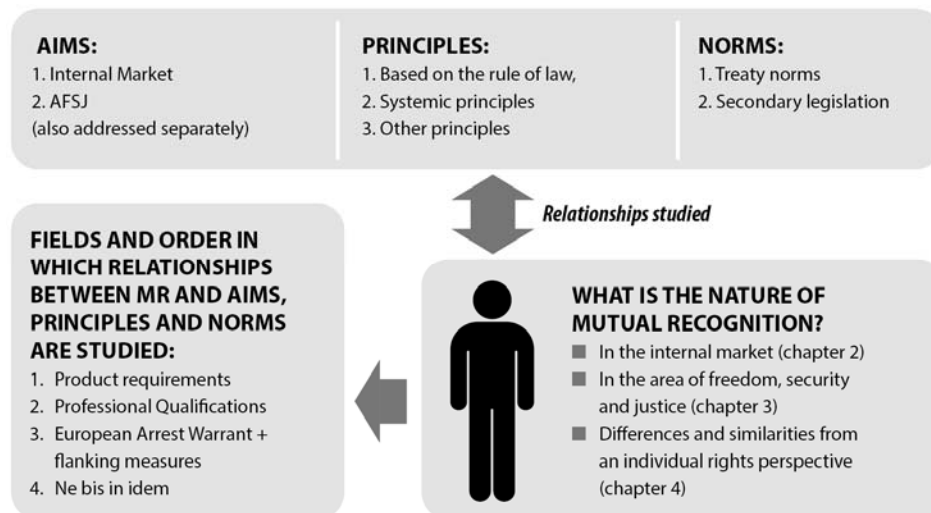 AIMS:
1. Internal Market
2. AFSJ
(also addressed separately)
PRINCIPLES:
1. Based on the rule of law,
2. Systemic principles
3. Other principles
NORMS:
1. Treaty norms
2. Secondary legislation
Relationships studied
FIELDS AND ORDER IN
WHICH RELATIONSHIPS
BETWEEN MR AND AIMS,
PRINCIPLES AND NORMS
ARE STUDIED:
1. Product requirements
2. Professional Qualifications
3. European Arrest Warrant +
flanking measures
4. Ne bis in idem
WHAT IS THE NATURE OF
MUTUAL RECOGNITION?
In the internal market (chapter 2)
In the area of freedom, security
and justice (chapter 3)
Differences and similarities from
an individual rights perspective
(chapter 4)